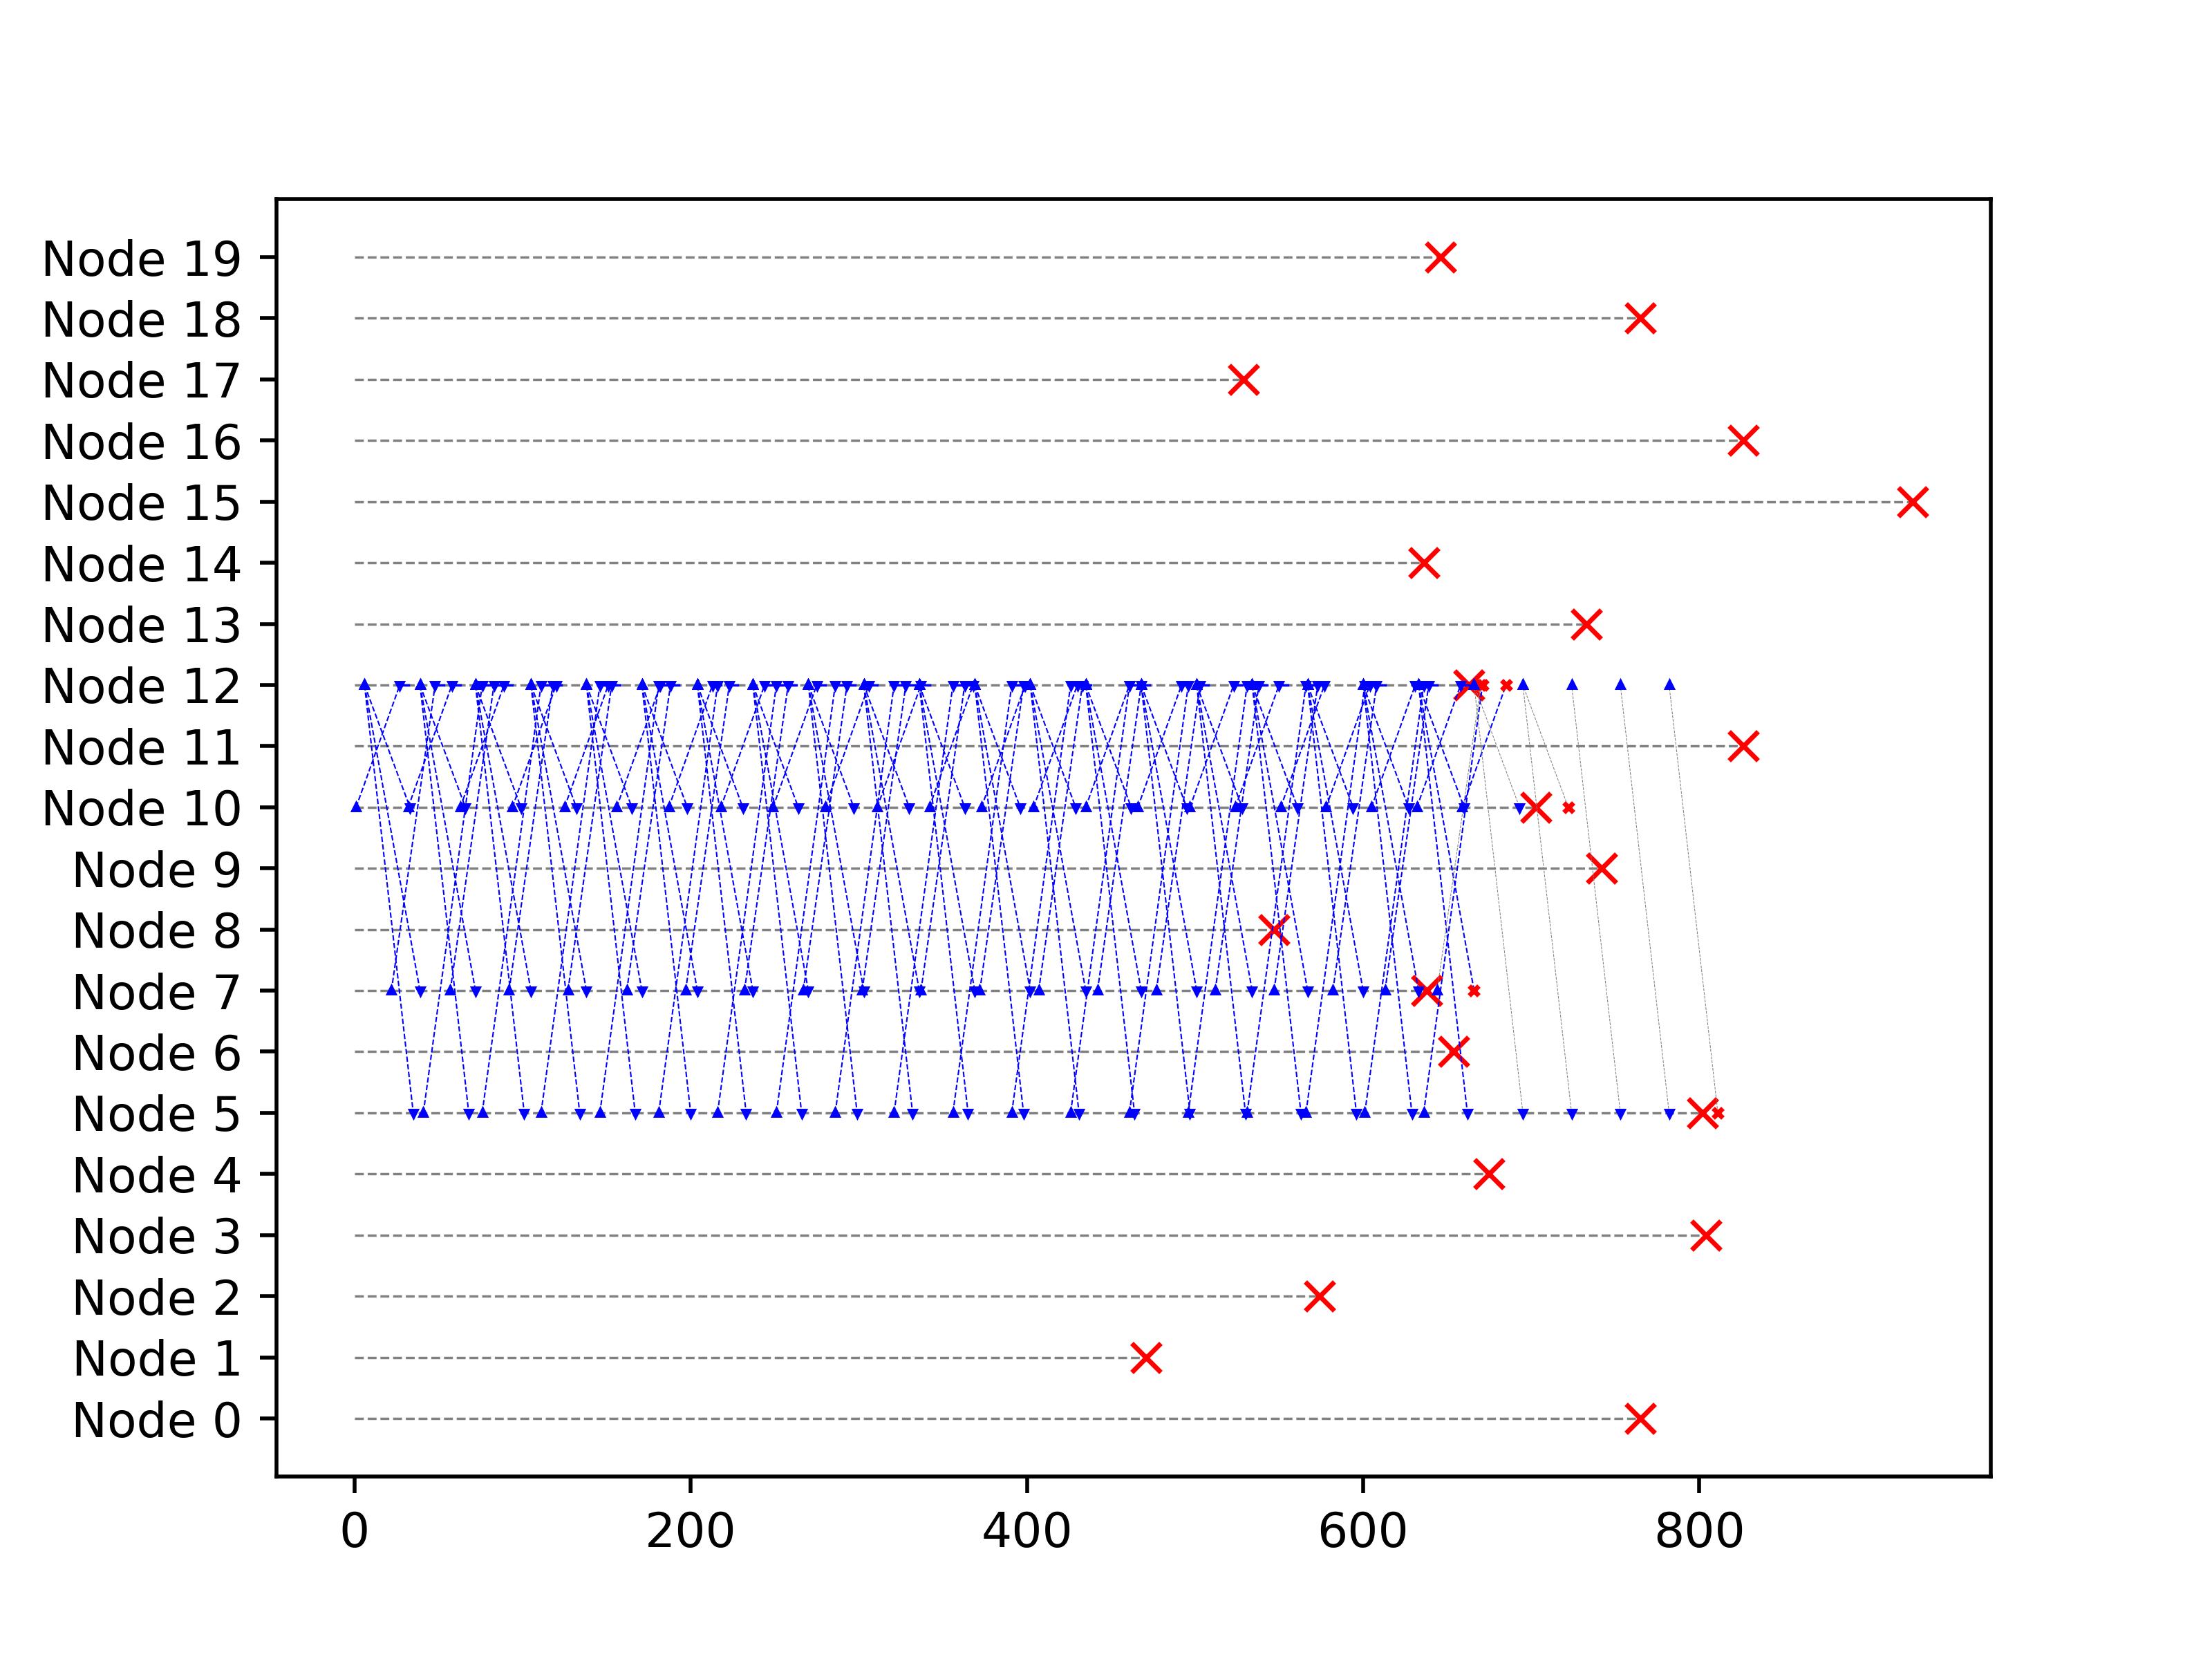 Node 19
Node 18
Node 17
Node 16
Node 15
Node 14
Node 13
Node 12
Node 11
Node 10
Node 9
Node 8
Node 7
Node 6
Node 5
Node 4
Node 3
Node 2
Node 1
Node 0
0 200 400 600 800